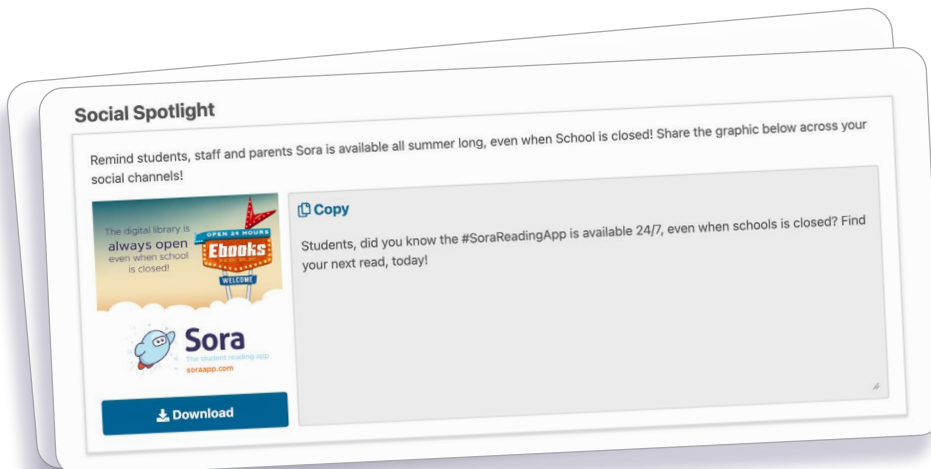 Social Spotlight
Remind students, staff and parents Sora is available all summer long, even when School is closed! Share the graphic below across your
social channels!
The digital library is
always open
even when school
is closed!
OPEN 24 HOURS
Ebooks
WELCOME
Sora
The student reading app
soraapp.com
Download
Copy
Students, did you know the #SoraReadingApp is available 24/7, even when schools is closed? Find
your next read, today!